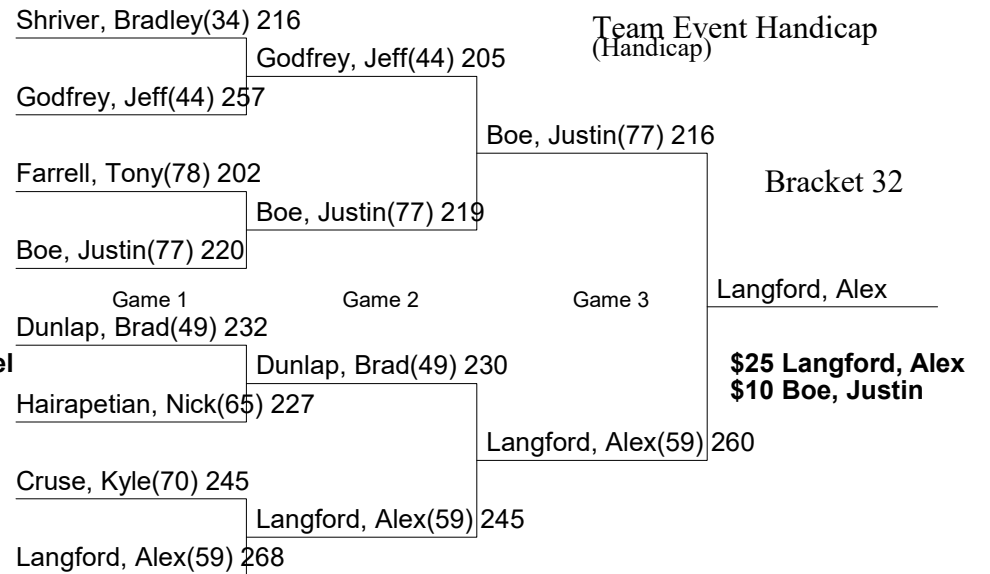 Shriver, Bradley(34) 216
Team Event Handicap
(Handicap)
Godfrey, Jeff(44) 205
Godfrey, Jeff(44) 257
Boe, Justin(77) 216
Farrell, Tony(78) 202
Bracket 32
Boe, Justin(77) 219
Boe, Justin(77) 220
Game 1 Game 2 Game 3
Langford, Alex
Dunlap, Brad(49) 232
el
Dunlap, Brad(49) 230
$25 Langford, Alex
$10 Boe, Justin
Hairapetian, Nick(65) 227
Langford, Alex(59) 260
Cruse, Kyle(70) 245
Langford, Alex(59) 245
Langford, Alex(59) 268